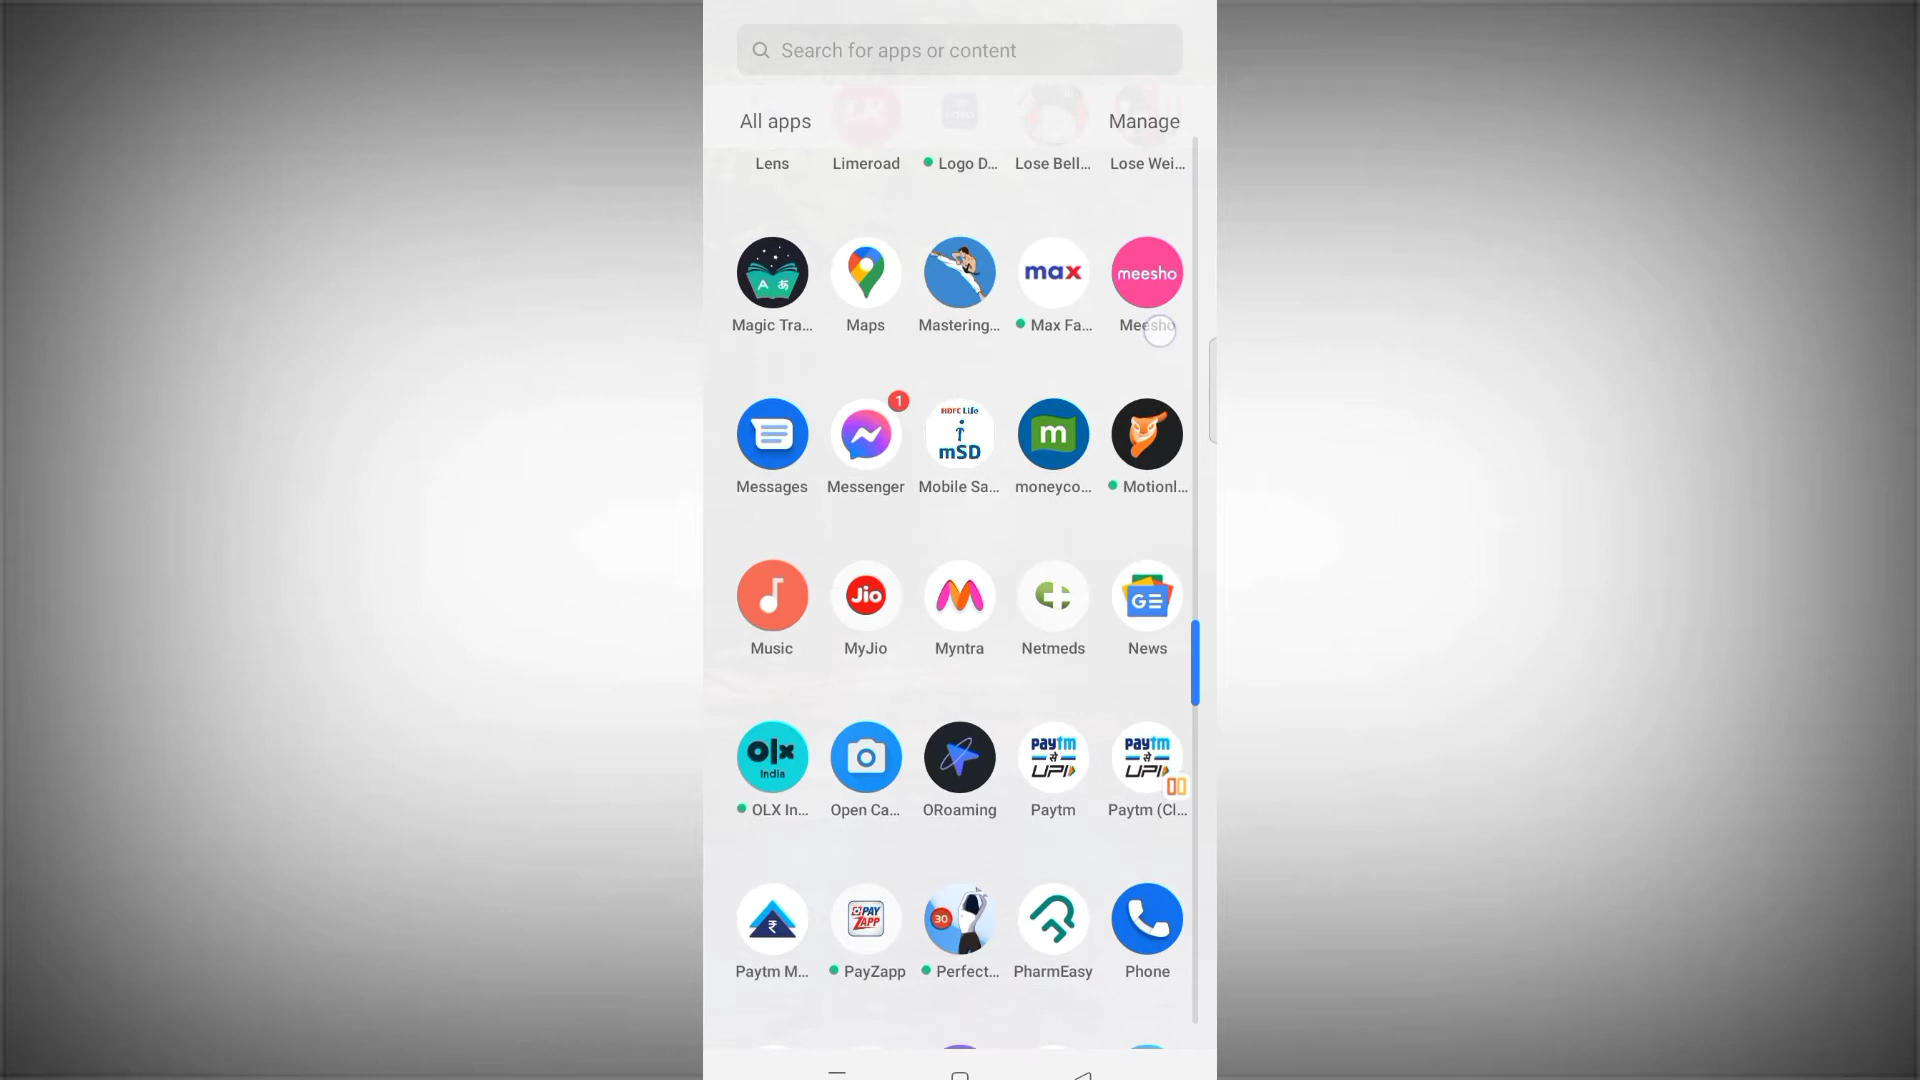 Search for apps or content
All apps
Manage
LR
Lens
Limeroad
Logo D...
Lose Bell...
Lose Wei...
A あ
max
meesho
Magic Tra...
Maps
Mastering...
Max Fa...
Meesho
1
HDFC Life
mSD
m
Messages
Messenger
Mobile Sa...
moneyco...
Motionl...
Jio
GE
Music
MyJio
Myntra
Netmeds
News
olx
India
paytm
से
UPI
paytm
से
UPI
OLX In...
Open Ca...
ORoaming
Paytm
Paytm (Cl...
₹
PAY
ZAPP
30
Paytm M...
PayZapp
Perfect...
PharmEasy
Phone